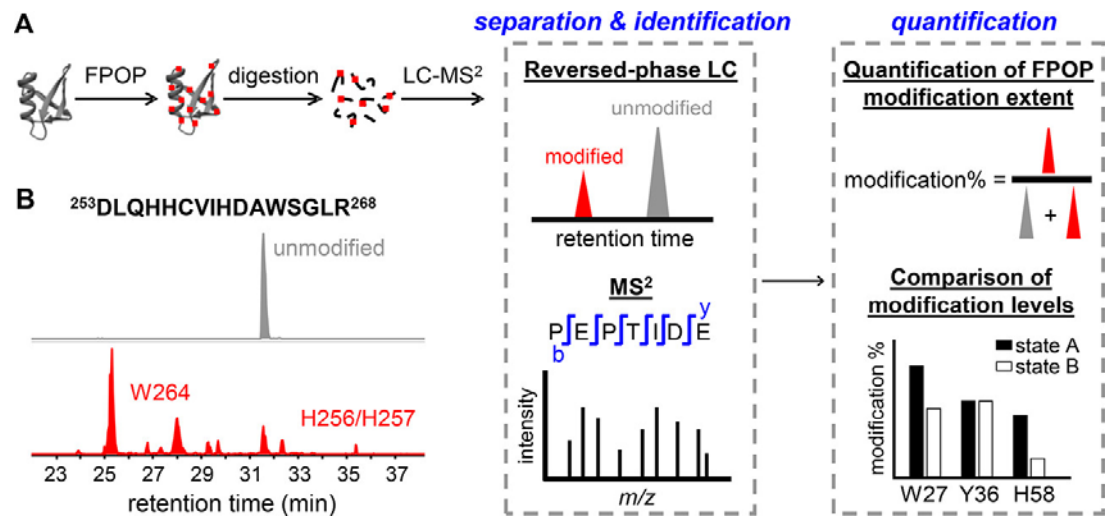 A
FPOP
digestion
LC-MS²
separation & identification
Reversed-phase LC
unmodified
modified
retention time
MS²
PEPTIDE
b
y
intensity
m/z
quantification
Quantification of FPOP
modification extent
modification% =
+
Comparison of
modification levels
state A
state B
modification %
W27 Y36 H58
B
²⁵³DLQHHCVIHDAWSGLR²⁶⁸
unmodified
W264
H256/H257
23 25 27 29 31 33 35 37
retention time (min)